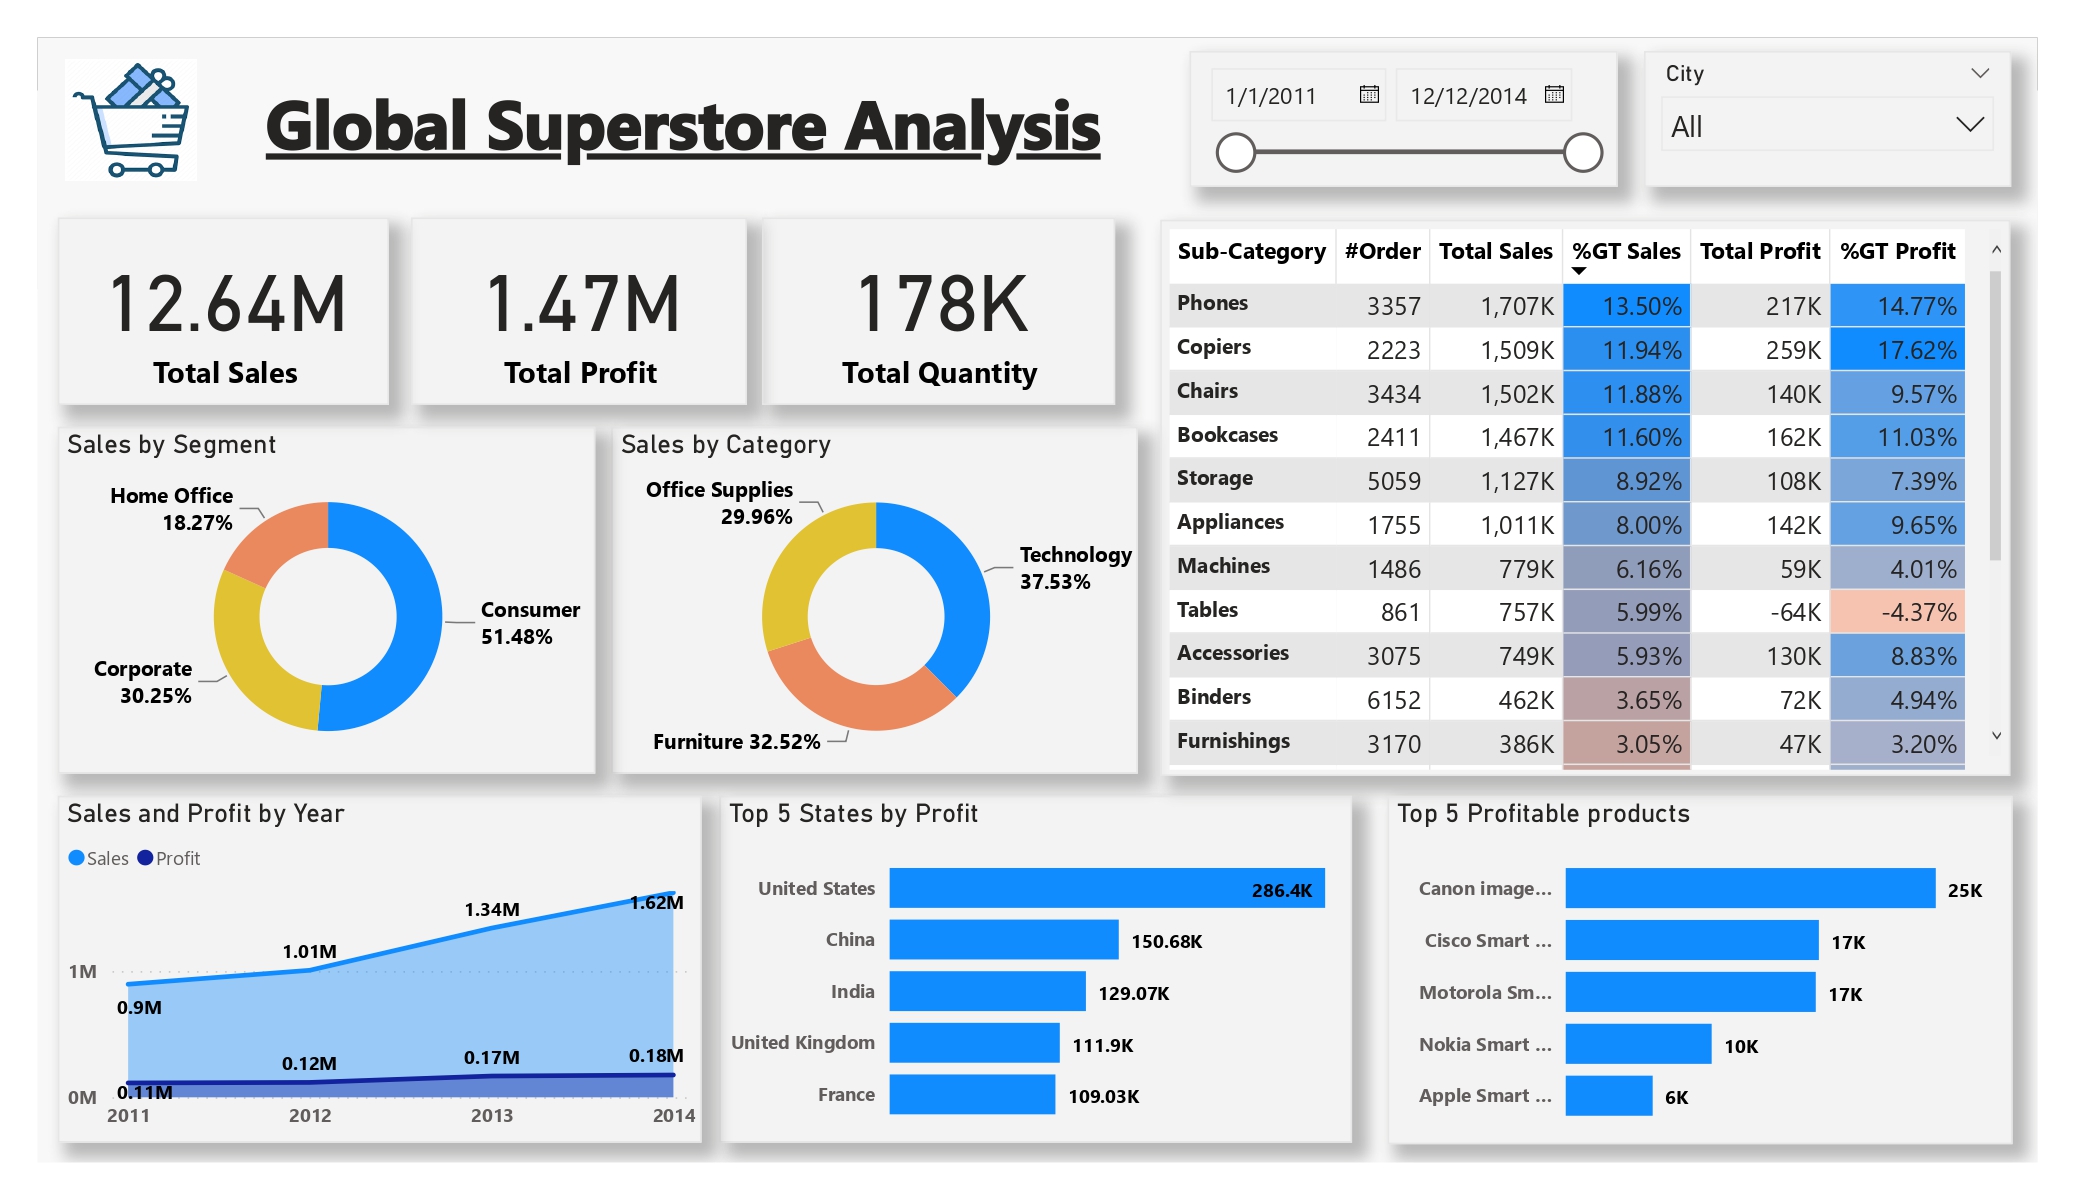 Global Superstore Analysis
1/1/2011
12/12/2014
City
All
12.64M
Total Sales
1.47M
Total Profit
178K
Total Quantity
Sub-Category #Order Total Sales %GT Sales Total Profit %GT Profit
Phones 3357 1,707K 13.50% 217K 14.77%
Copiers 2223 1,509K 11.94% 259K 17.62%
Chairs 3434 1,502K 11.88% 140K 9.57%
Bookcases 2411 1,467K 11.60% 162K 11.03%
Storage 5059 1,127K 8.92% 108K 7.39%
Appliances 1755 1,011K 8.00% 142K 9.65%
Machines 1486 779K 6.16% 59K 4.01%
Tables 861 757K 5.99% -64K -4.37%
Accessories 3075 749K 5.93% 130K 8.83%
Binders 6152 462K 3.65% 72K 4.94%
Furnishings 3170 386K 3.05% 47K 3.20%
Sales by Segment
Home Office
18.27%
Consumer
51.48%
Corporate
30.25%
Sales by Category
Office Supplies
29.96%
Technology
37.53%
Furniture 32.52%
Sales and Profit by Year
Sales Profit
1.62M
1.34M
1.01M
1M
0.9M
0.18M
0.17M
0.12M
0.11M
0M
2011 2012 2013 2014
Top 5 States by Profit
United States 286.4K
China 150.68K
India 129.07K
United Kingdom 111.9K
France 109.03K
Top 5 Profitable products
Canon image... 25K
Cisco Smart ... 17K
Motorola Sm... 17K
Nokia Smart ... 10K
Apple Smart ... 6K